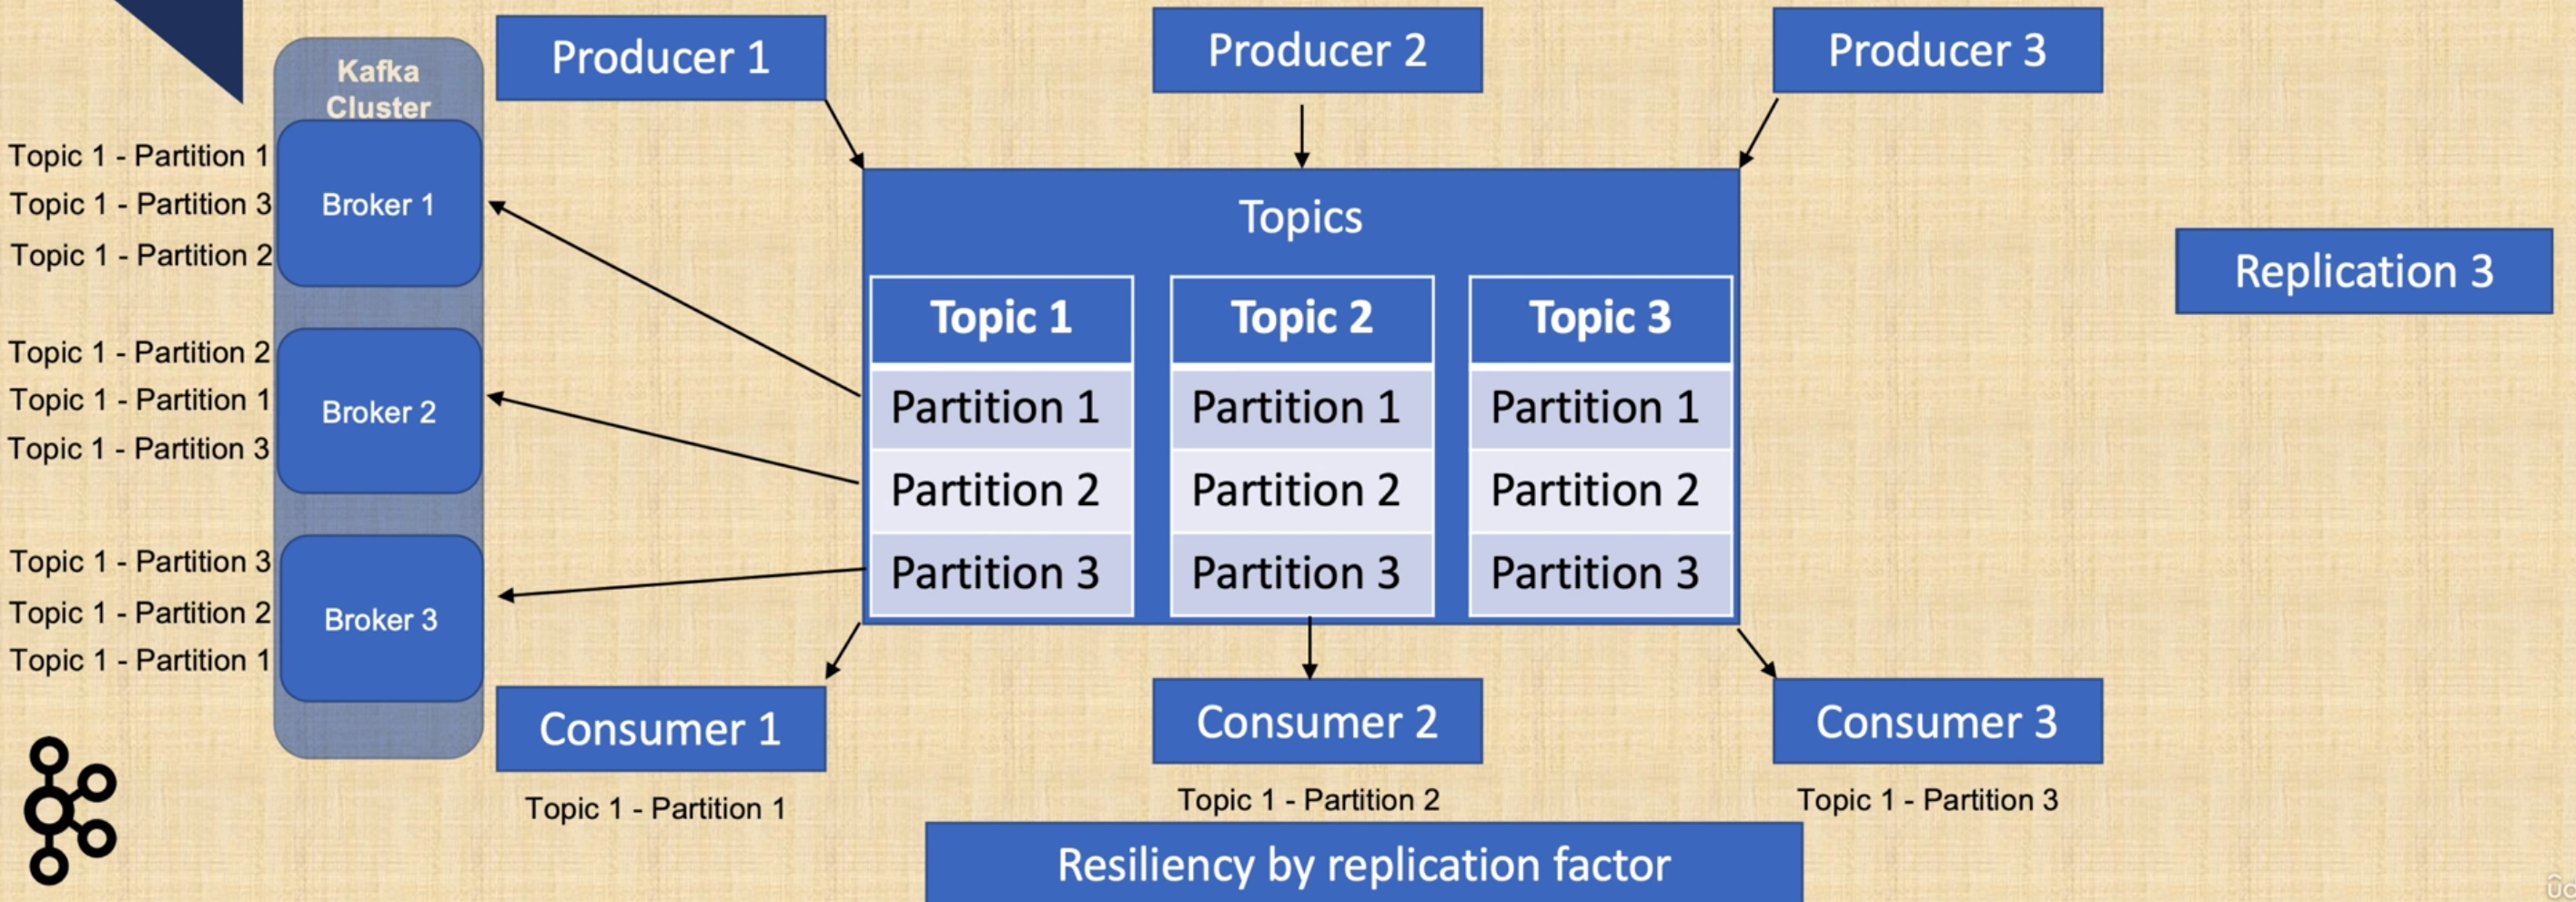 Kafka
Cluster
Producer 1
Producer 2
Producer 3
Topic 1 - Partition 1
Topic 1 - Partition 3
Topic 1 - Partition 2
Broker 1
Topic 1 - Partition 2
Topic 1 - Partition 1
Topic 1 - Partition 3
Broker 2
Topic 1 - Partition 3
Topic 1 - Partition 2
Topic 1 - Partition 1
Broker 3
Topics
Topic 1
Topic 2
Topic 3
Partition 1
Partition 1
Partition 1
Partition 2
Partition 2
Partition 2
Partition 3
Partition 3
Partition 3
Replication 3
Consumer 1
Consumer 2
Consumer 3
Topic 1 - Partition 1
Topic 1 - Partition 2
Topic 1 - Partition 3
Resiliency by replication factor